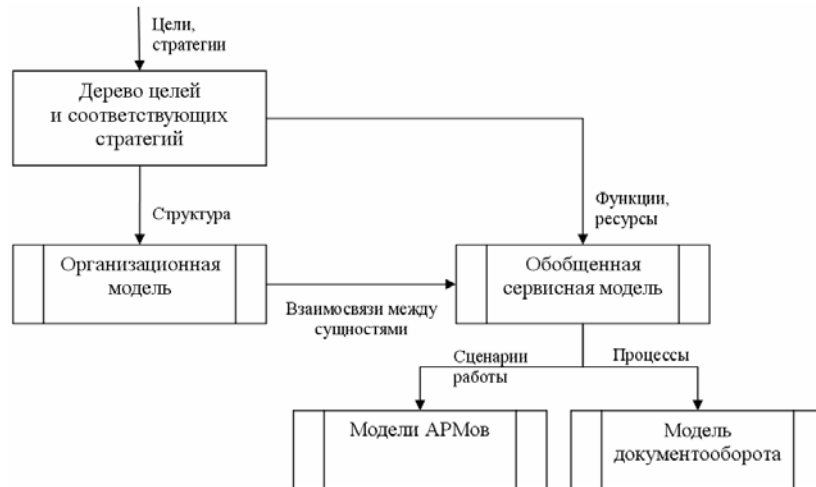 Цели,
стратегии
Дерево целей
и соответствующих
стратегий
Структура
Функции,
ресурсы
Организационная
модель
Обобщенная
сервисная модель
Взаимосвязи между
сущностями
Сценарии
работы
Процессы
Модели АРМов
Модель
документооборота